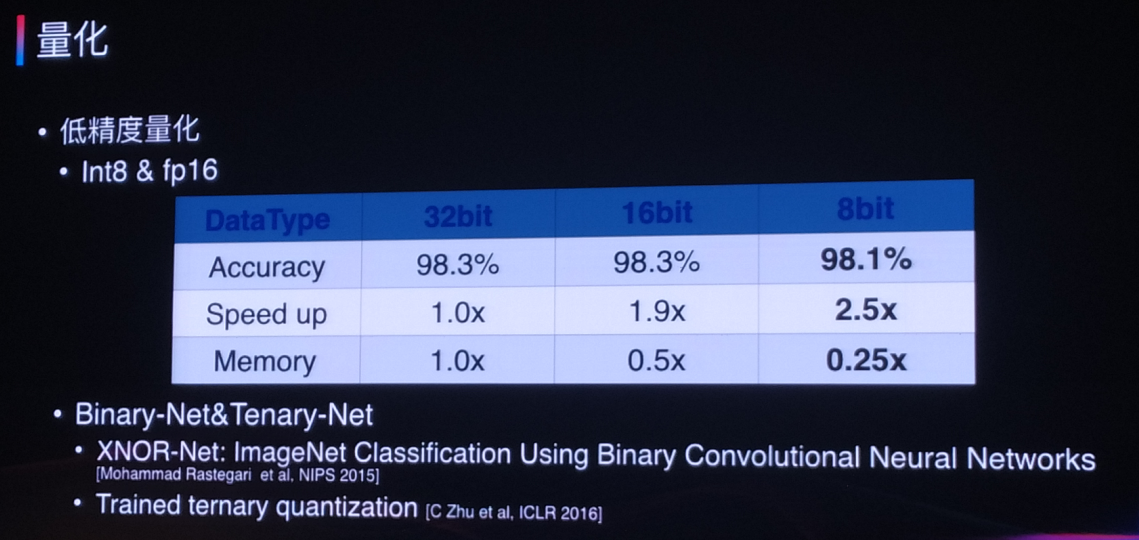 量化
• 低精度量化
• Int8 & fp16
DataType 32bit 16bit 8bit
Accuracy 98.3% 98.3% 98.1%
Speed up 1.0x 1.9x 2.5x
Memory 1.0x 0.5x 0.25x
• Binary-Net&Tenary-Net
• XNOR-Net: ImageNet Classification Using Binary Convolutional Neural Networks
[Mohammad Rastegari et al, NIPS 2015]
• Trained ternary quantization [C Zhu et al, ICLR 2016]